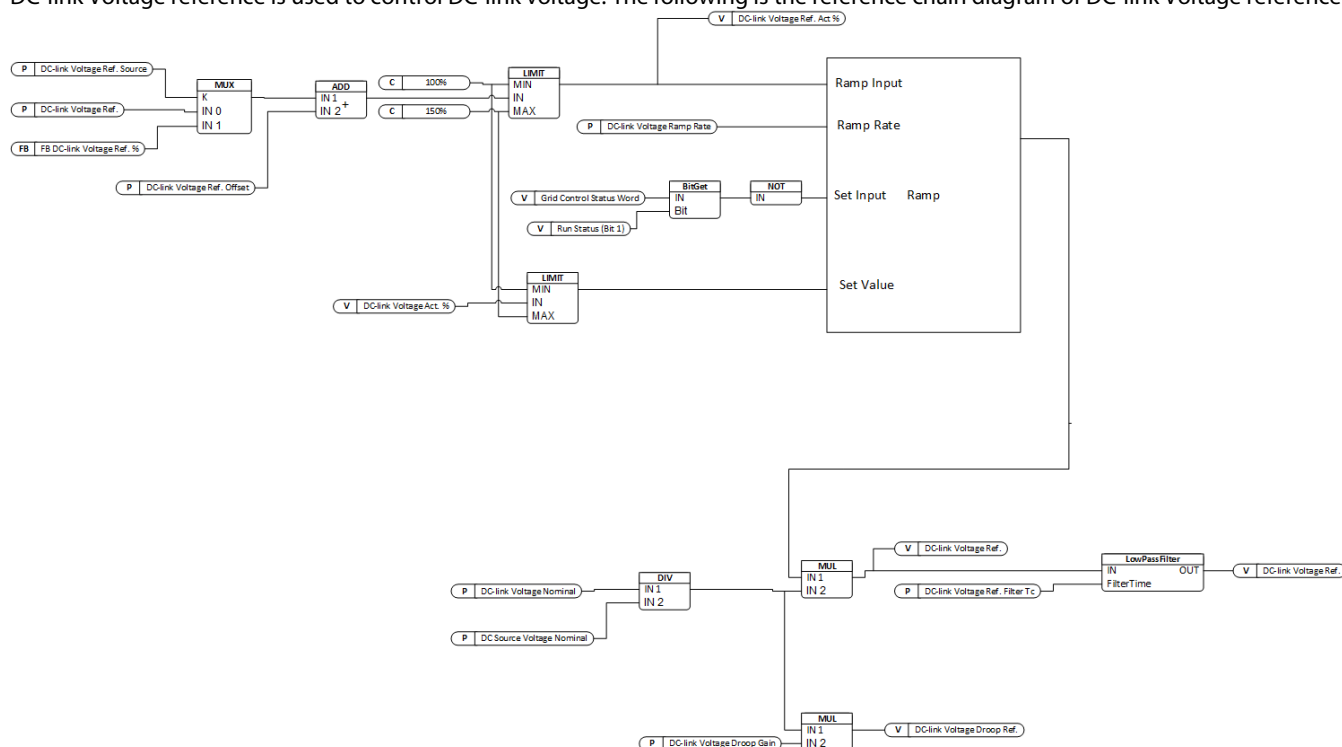 DC-link Voltage reference is used to control DC-link voltage. The following is the reference chain diagram of DC-link Voltage reference
V DC-link Voltage Ref. Act %
P DC-link Voltage Ref. Source
P DC-link Voltage Ref.
FB FB DC-link Voltage Ref. %
P DC-link Voltage Ref. Offset
MUX
K
IN 0
IN 1
ADD
IN 1
IN 2
+
C 100%
C 150%
LIMIT
MIN
IN
MAX
P DC-link Voltage Ramp Rate
V Grid Control Status Word
V Run Status (Bit 1)
BitGet
IN
Bit
NOT
IN
V DC-link Voltage Act. %
LIMIT
MIN
IN
MAX
Ramp Input
Ramp Rate
Set Input Ramp
Set Value
P DC-link Voltage Nominal
P DC Source Voltage Nominal
DIV
IN 1
IN 2
MUL
IN 1
IN 2
V DC-link Voltage Ref.
P DC-link Voltage Ref. Filter Tc
LowPassFilter
IN OUT
FilterTime
V DC-link Voltage Ref.
P DC-link Voltage Droop Gain
MUL
IN 1
IN 2
V DC-link Voltage Droop Ref.